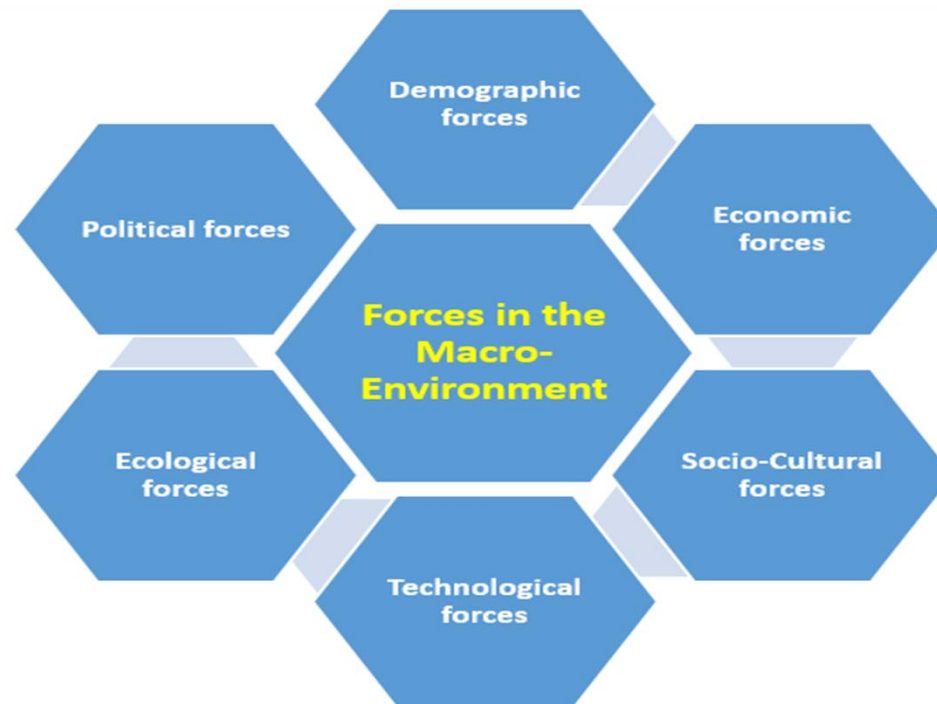 Demographic
forces
Political forces
Economic
forces
Forces in the
Macro-
Environment
Ecological
forces
Socio-Cultural
forces
Technological
forces